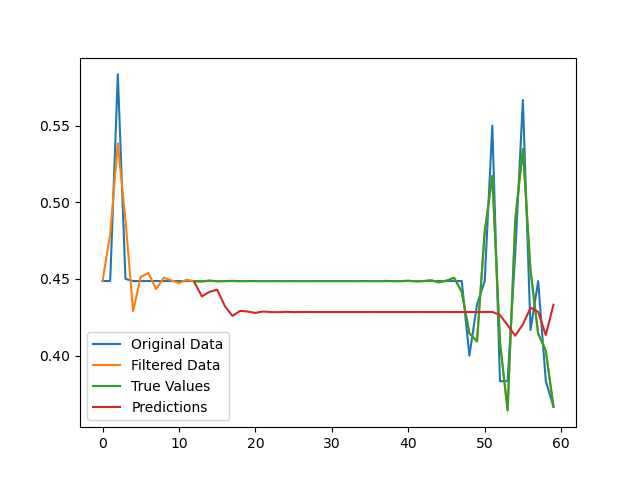 0.55
0.50
0.45
0.40
Original Data
Filtered Data
True Values
Predictions
0 10 20 30 40 50 60